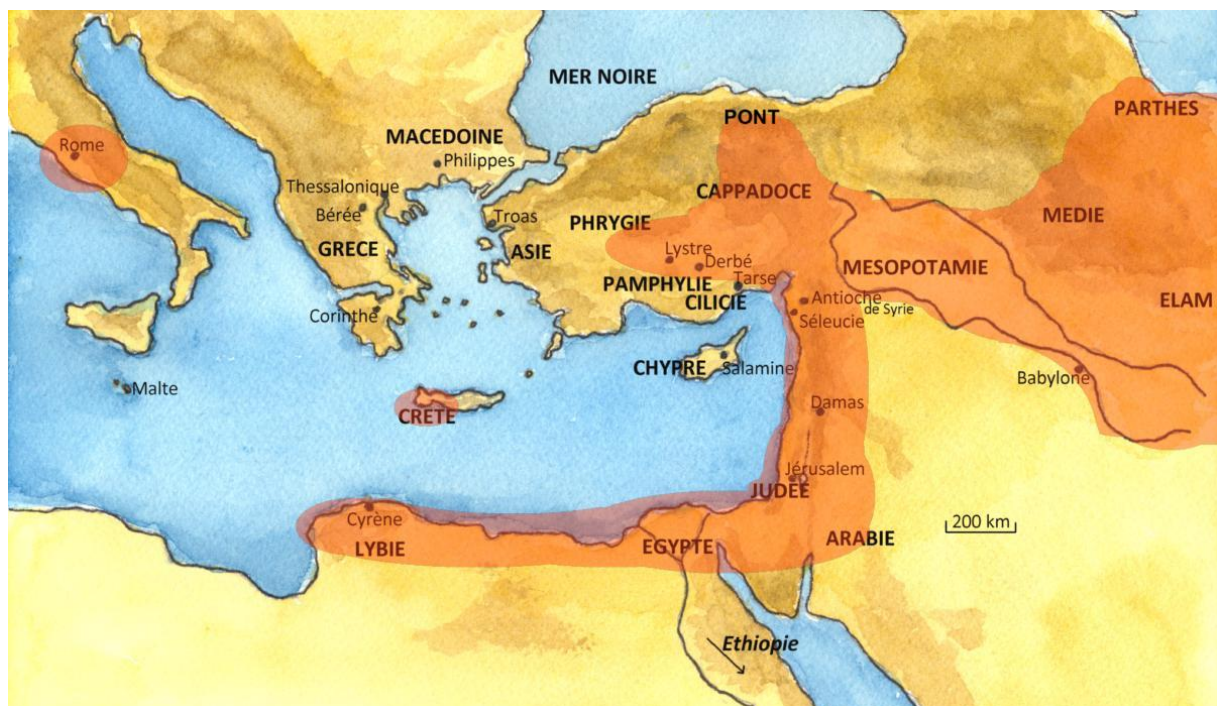 MER NOIRE
PARTHES
PONT
MACEDOINE
Rome
Philippes
Thessalonique
CAPPADOCE
Bérée
Troas
PHRYGIE
MEDIE
GRECE
ASIE
Lystre
Derbé
MESOPOTAMIE
PAMPHYLIE
Tarse
CILICIE
Antioche
de Syrie
ELAM
Corinthe
Séleucie
CHYPRE
Salamine
Babylone
Malte
CRETE
Damas
Jérusalem
JUDEE
Cyrène
200 km
LYBIE
EGYPTE
ARABIE
Ethiopie